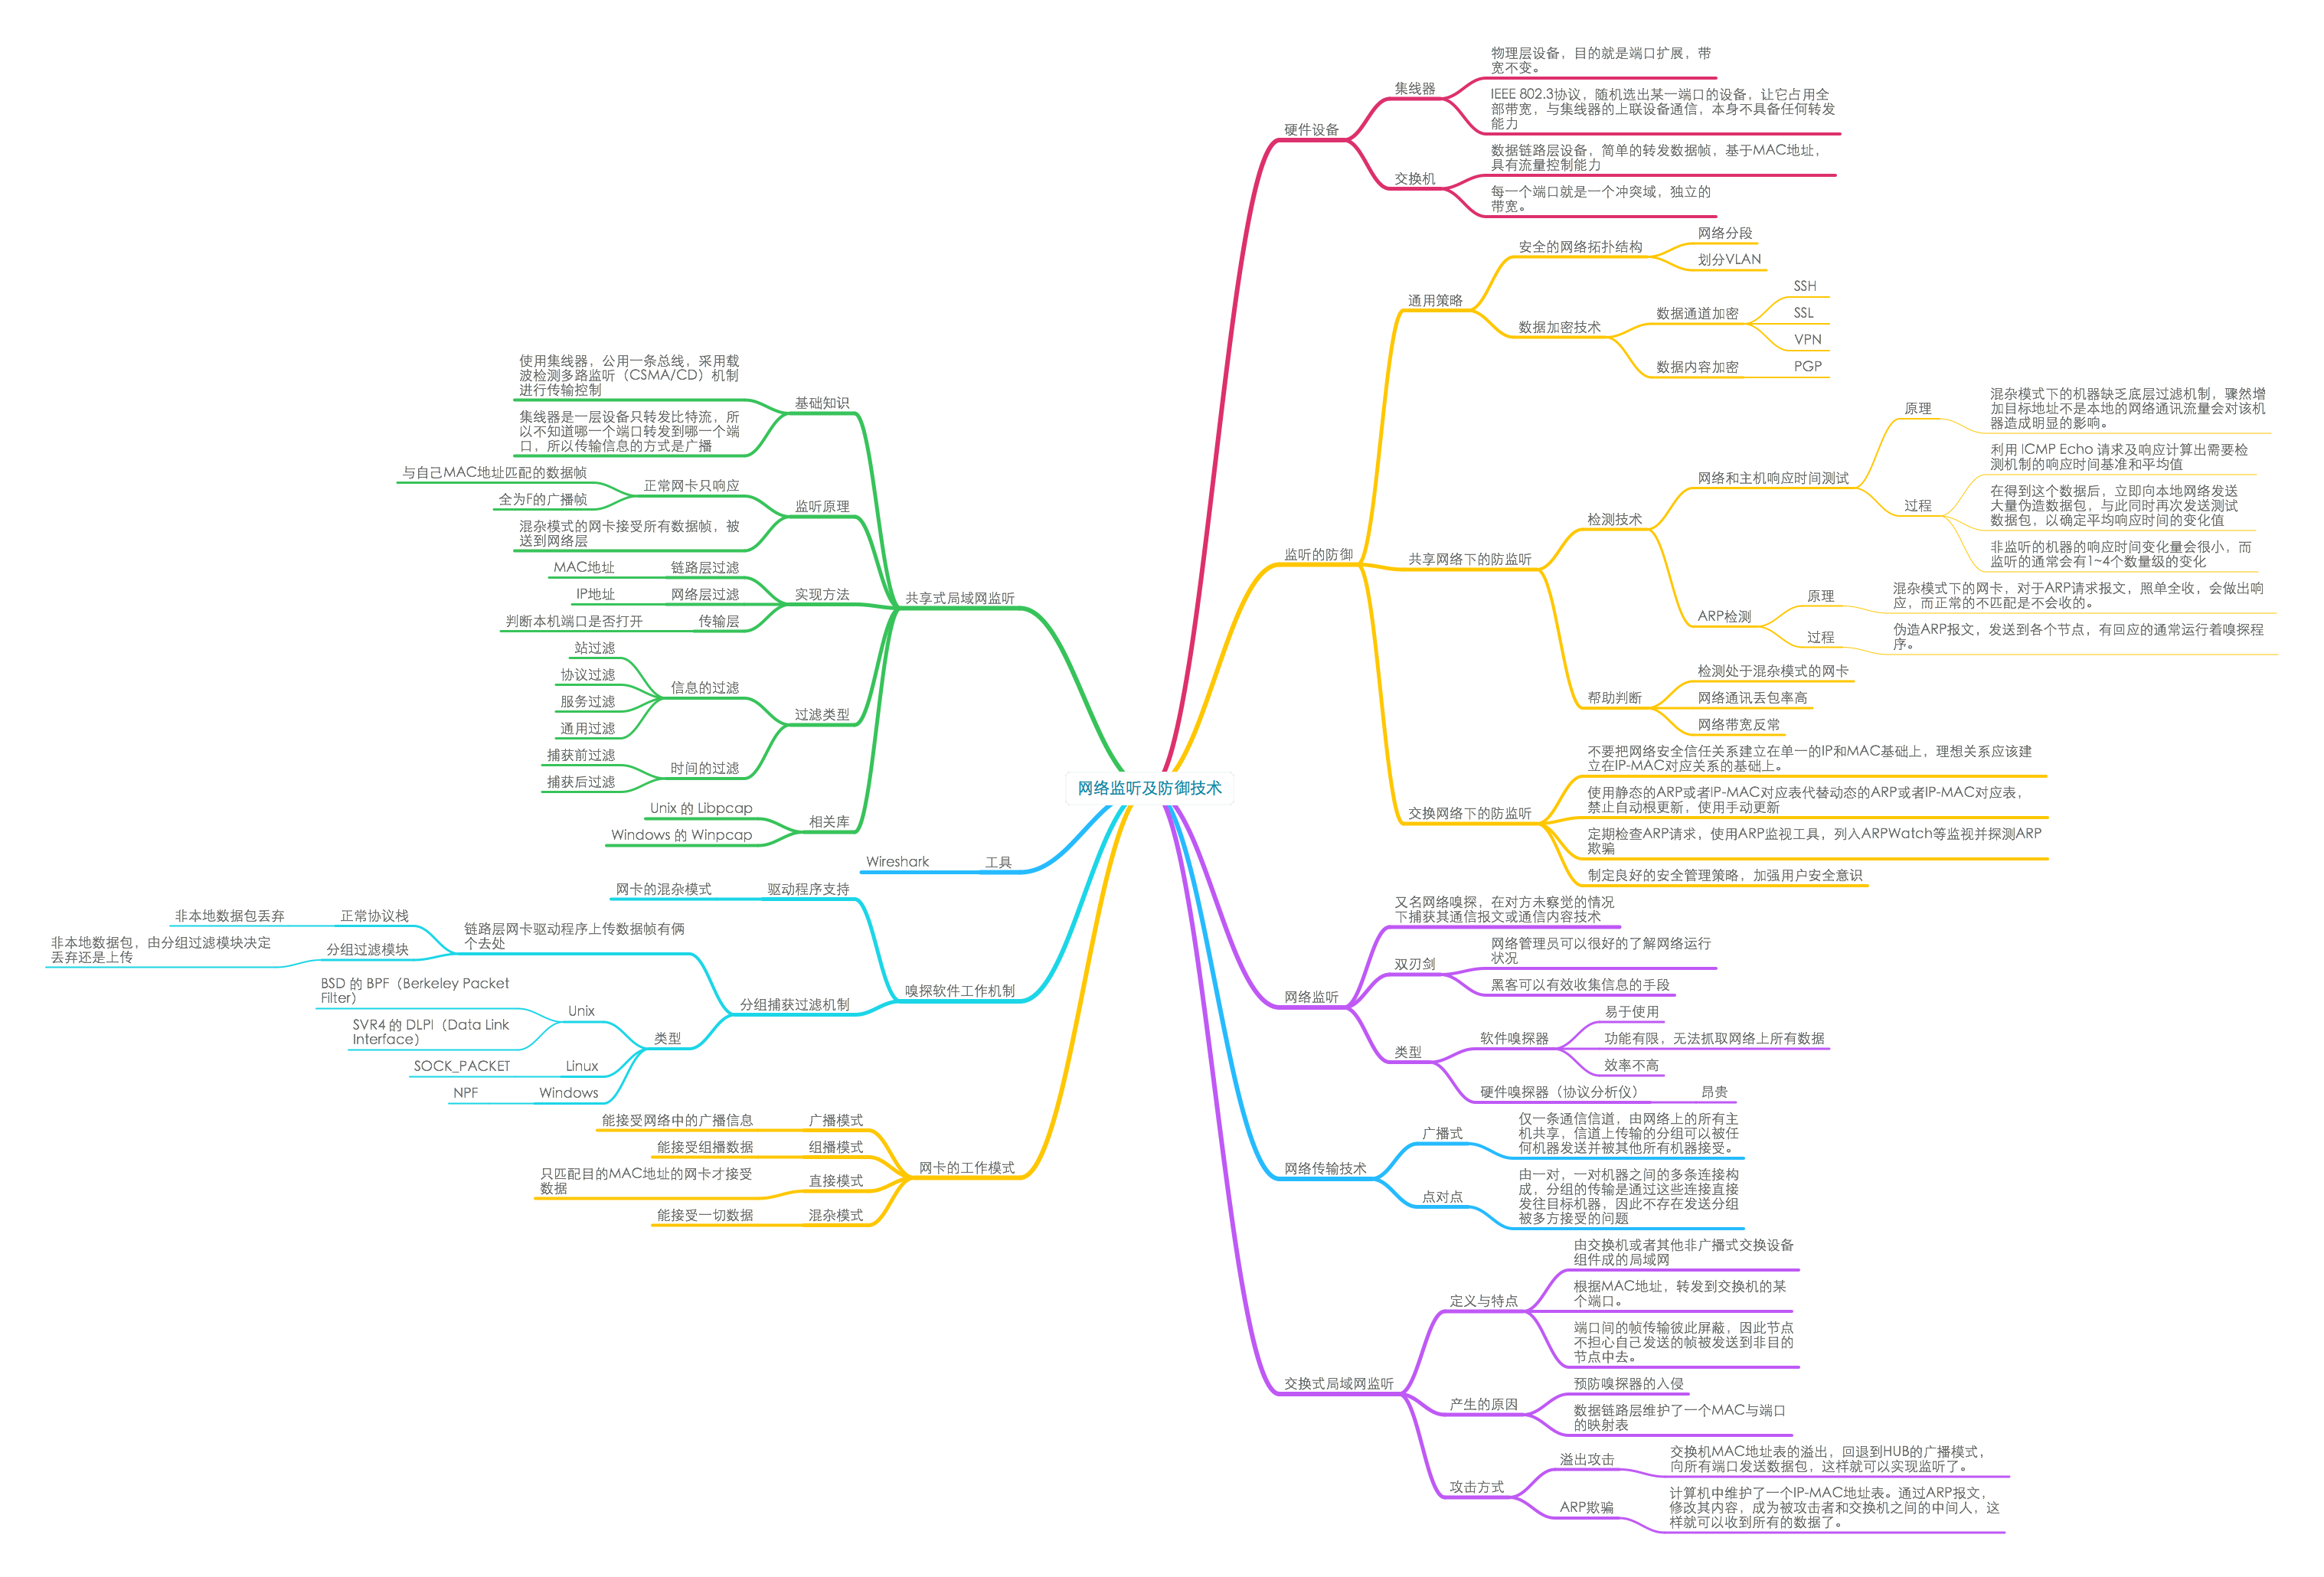 网络监听及防御技术
硬件设备
集线器
物理层设备，目的就是端口扩展，带
宽不变。
IEEE 802.3协议，随机选出某一端口的设备，让它占用全
部带宽，与集线器的上联设备通信，本身不具备任何转发
能力
交换机
数据链路层设备，简单的转发数据帧，基于MAC地址，
具有流量控制能力
每一个端口就是一个冲突域，独立的
带宽。
监听的防御
通用策略
安全的网络拓扑结构
网络分段
划分VLAN
数据加密技术
数据通道加密
SSH
SSL
VPN
数据内容加密
PGP
共享网络下的防监听
检测技术
网络和主机响应时间测试
原理
混杂模式下的机器缺乏底层过滤机制，骤然增
加目标地址不是本地的网络通讯流量会对该机
器造成明显的影响。
过程
利用 ICMP Echo 请求及响应计算出需要检
测机制的响应时间基准和平均值
在得到这个数据后，立即向本地网络发送
大量伪造数据包，与此同时再次发送测试
数据包，以确定平均响应时间的变化值
非监听的机器的响应时间变化量会很小，而
监听的通常会有1~4个数量级的变化
ARP检测
原理
混杂模式下的网卡，对于ARP请求报文，照单全收，会做出响
应，而正常的不匹配是不会收的。
过程
伪造ARP报文，发送到各个节点，有回应的通常运行着嗅探程
序。
帮助判断
检测处于混杂模式的网卡
网络通讯丢包率高
网络带宽反常
交换网络下的防监听
不要把网络安全信任关系建立在单一的IP和MAC基础上，理想关系应该建
立在IP-MAC对应关系的基础上。
使用静态的ARP或者IP-MAC对应表代替动态的ARP或者IP-MAC对应表，
禁止自动根更新，使用手动更新
定期检查ARP请求，使用ARP监视工具，列入ARPWatch等监视并探测ARP
欺骗
制定良好的安全管理策略，加强用户安全意识
网络监听
又名网络嗅探，在对方未察觉的情况
下捕获其通信报文或通信内容技术
双刃剑
网络管理员可以很好的了解网络运行
状况
黑客可以有效收集信息的手段
类型
软件嗅探器
易于使用
功能有限，无法抓取网络上所有数据
效率不高
硬件嗅探器（协议分析仪）
昂贵
网络传输技术
广播式
仅一条通信信道，由网络上的所有主
机共享，信道上传输的分组可以被任
何机器发送并被其他所有机器接受。
点对点
由一对，一对机器之间的多条连接构
成，分组的传输是通过这些连接直接
发往目标机器，因此不存在发送分组
被多方接受的问题
交换式局域网监听
定义与特点
由交换机或者其他非广播式交换设备
组件成的局域网
根据MAC地址，转发到交换机的某
个端口。
端口间的帧传输彼此屏蔽，因此节点
不担心自己发送的帧被发送到非目的
节点中去。
产生的原因
预防嗅探器的入侵
数据链路层维护了一个MAC与端口
的映射表
攻击方式
溢出攻击
交换机MAC地址表的溢出，回退到HUB的广播模式，
向所有端口发送数据包，这样就可以实现监听了。
ARP欺骗
计算机中维护了一个IP-MAC地址表。通过ARP报文，
修改其内容，成为被攻击者和交换机之间的中间人，这
样就可以收到所有的数据了。
共享式局域网监听
基础知识
使用集线器，公用一条总线，采用载
波检测多路监听（CSMA/CD）机制
进行传输控制
集线器是一层设备只转发比特流，所
以不知道哪一个端口转发到哪一个端
口，所以传输信息的方式是广播
监听原理
正常网卡只响应
与自己MAC地址匹配的数据帧
全为F的广播帧
混杂模式的网卡接受所有数据帧，被
送到网络层
实现方法
链路层过滤
MAC地址
网络层过滤
IP地址
传输层
判断本机端口是否打开
过滤类型
信息的过滤
站过滤
协议过滤
服务过滤
通用过滤
时间的过滤
捕获前过滤
捕获后过滤
相关库
Unix 的 Libpcap
Windows 的 Winpcap
工具
Wireshark
嗅探软件工作机制
驱动程序支持
网卡的混杂模式
分组捕获过滤机制
链路层网卡驱动程序上传数据帧有俩
个去处
正常协议栈
非本地数据包丢弃
分组过滤模块
非本地数据包，由分组过滤模块决定
丢弃还是上传
类型
Unix
BSD 的 BPF（Berkeley Packet
Filter）
SVR4 的 DLPI（Data Link
Interface）
Linux
SOCK_PACKET
Windows
NPF
网卡的工作模式
广播模式
能接受网络中的广播信息
组播模式
能接受组播数据
直接模式
只匹配目的MAC地址的网卡才接受
数据
混杂模式
能接受一切数据